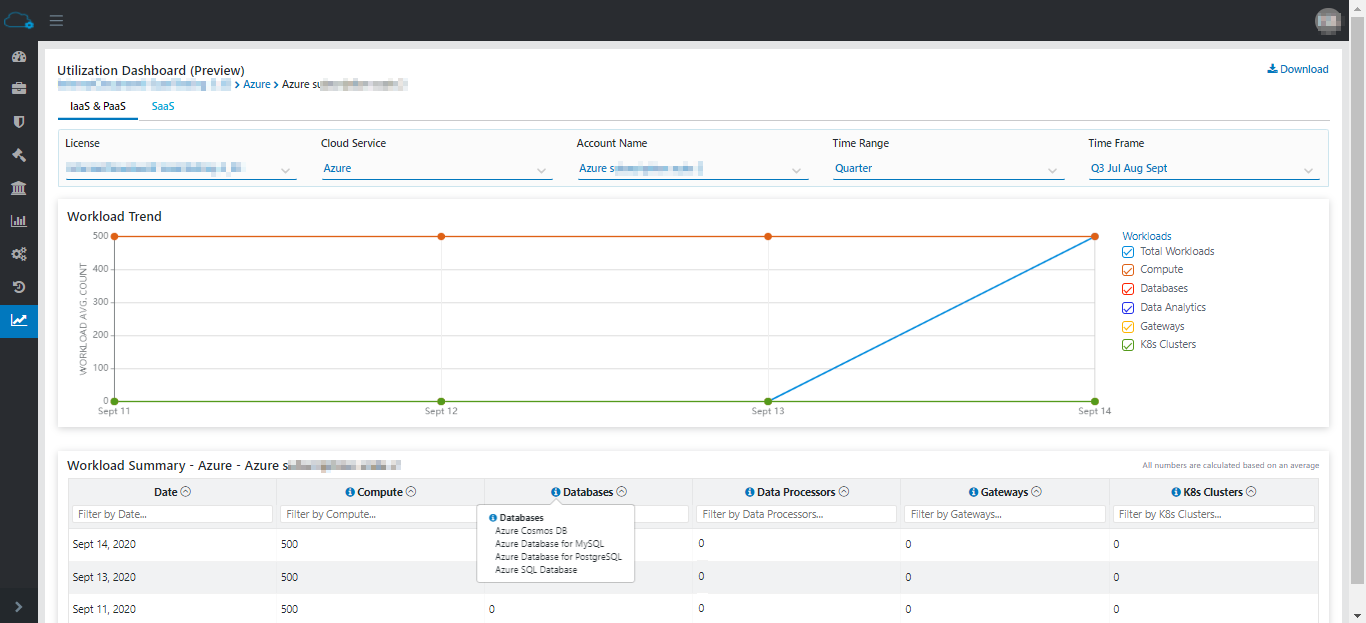 Utilization Dashboard (Preview)
Download
Azure Azure su
IaaS & PaaS SaaS
License Cloud Service Account Name Time Range Time Frame
Azure Azure s Quarter Q3 Jul Aug Sept
Workload Trend
WORKLOAD AVG. COUNT
500
400
300
200
100
0
Sept 11 Sept 12 Sept 13 Sept 14
Workloads
Total Workloads
Compute
Databases
Data Analytics
Gateways
K8s Clusters
Workload Summary - Azure - Azure s
All numbers are calculated based on an average
Date Compute Databases Data Processors Gateways K8s Clusters
Filter by Date... Filter by Compute... Filter by Data Processors... Filter by Gateways... Filter by K8s Clusters...
Databases
Azure Cosmos DB
Azure Database for MySQL
Azure Database for PostgreSQL
Azure SQL Database
Sept 14, 2020 500 0 0 0
Sept 13, 2020 500 0 0 0
Sept 11, 2020 500 0 0 0 0